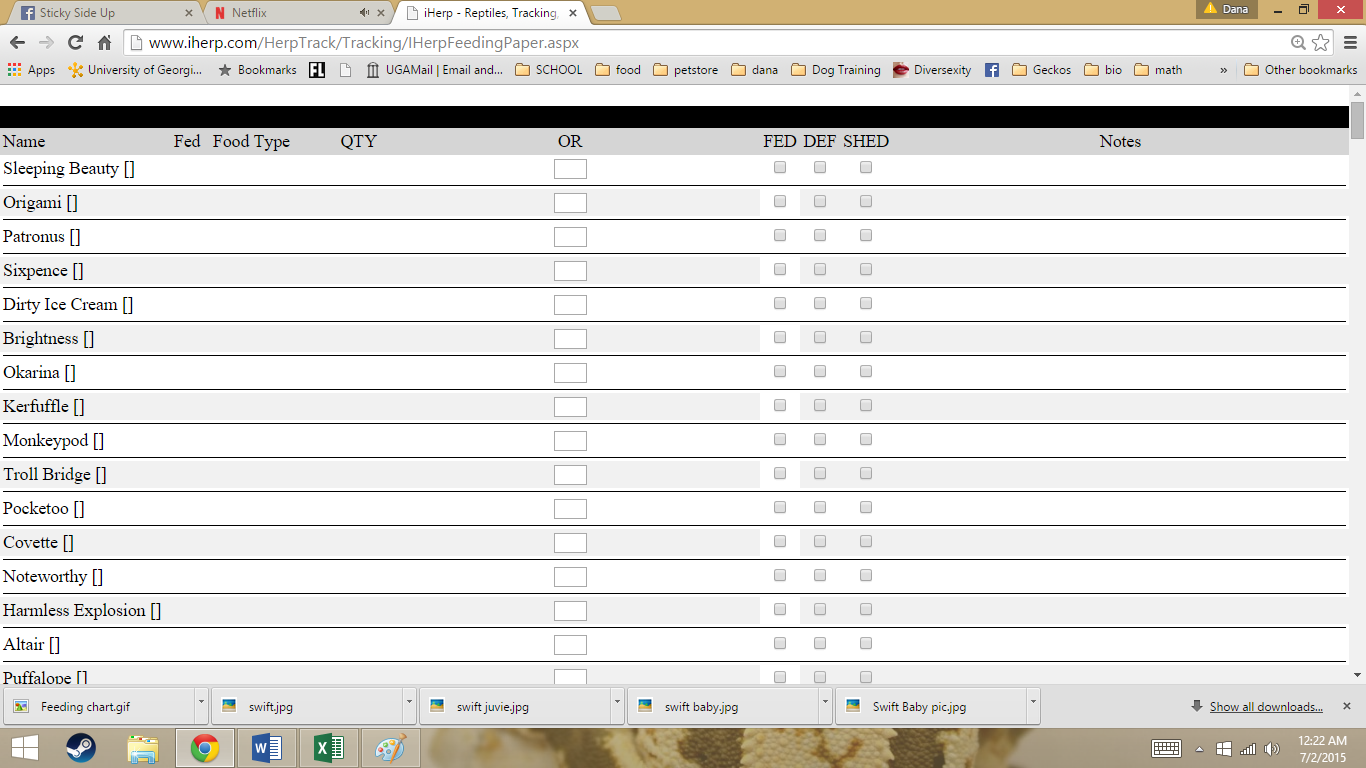 Sticky Side Up
Netflix
iHerp - Reptiles, Tracking,
Dana
www.iherp.com/HerpTrack/Tracking/IHerpFeedingPaper.aspx
Apps University of Georgi... Bookmarks FL UGAMail | Email and... SCHOOL food petstore dana Dog Training Diversexity Geckos bio math » Other bookmarks
Name Fed Food Type QTY OR FED DEF SHED Notes
Sleeping Beauty []
Origami []
Patronus []
Sixpence []
Dirty Ice Cream []
Brightness []
Okarina []
Kerfuffle []
Monkeypod []
Troll Bridge []
Pocketoo []
Covette []
Noteworthy []
Harmless Explosion []
Altair []
Puffalope []
Feeding chart.gif swift.jpg swift juvie.jpg swift baby.jpg Swift Baby pic.jpg Show all downloads...
12:22 AM
7/2/2015